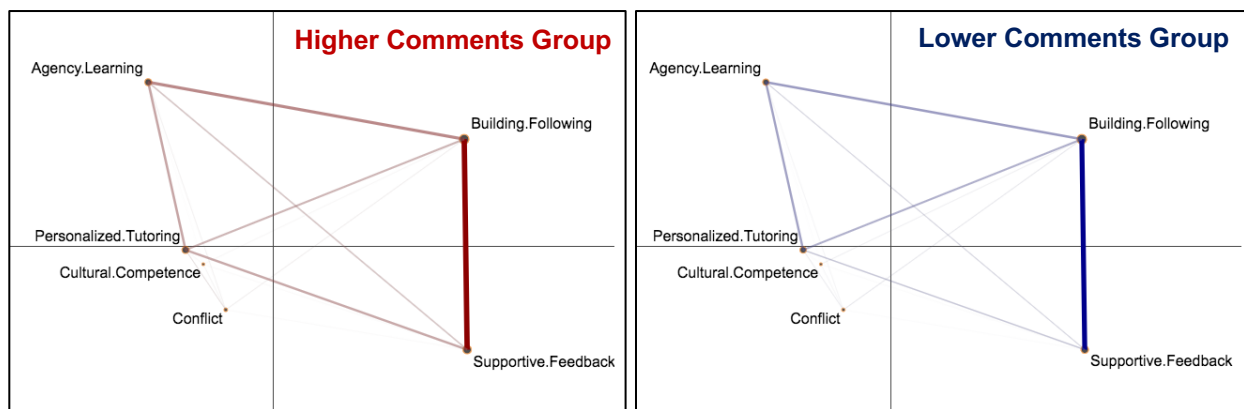 Higher Comments Group
Agency.Learning
Building.Following
Personalized.Tutoring
Cultural.Competence
Conflict
Supportive.Feedback
Lower Comments Group
Agency.Learning
Building.Following
Personalized.Tutoring
Cultural.Competence
Conflict
Supportive.Feedback